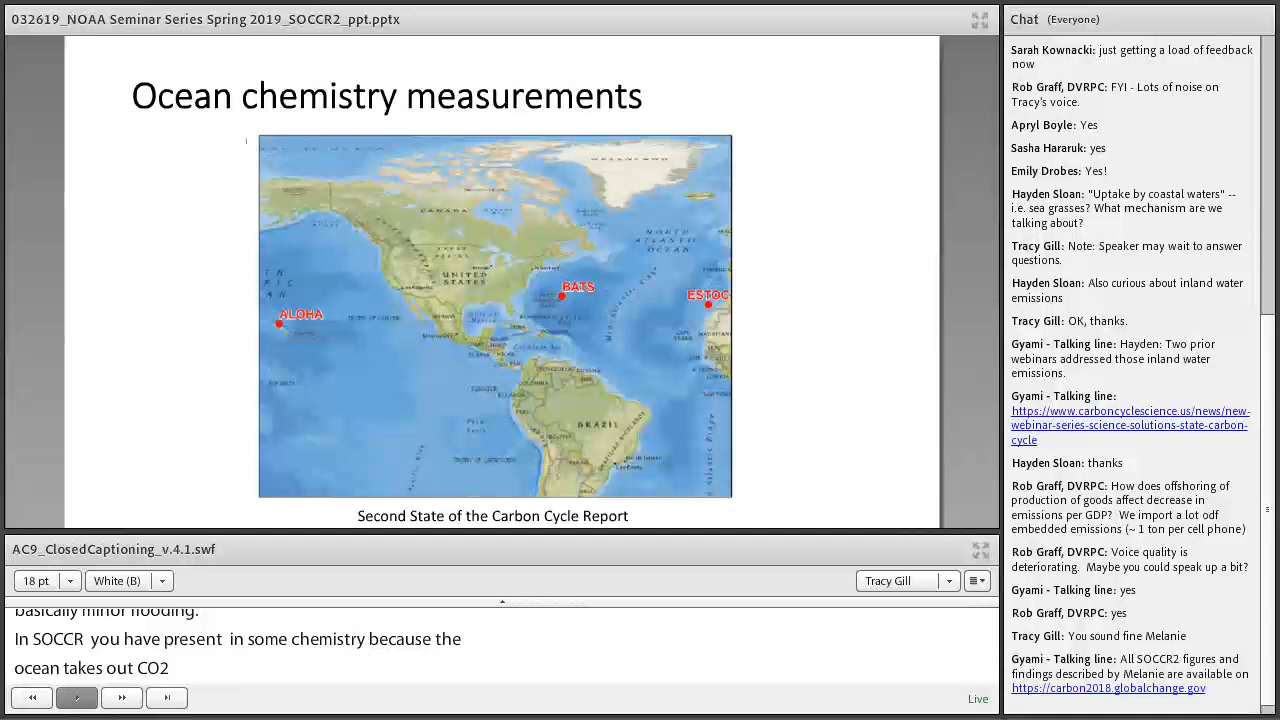 032619_NOAA Seminar Series Spring 2019_SOCCR2_ppt.pptx
Ocean chemistry measurements
CANADA
UNITED
STATES
NORTH
ATLANTIC
OCEAN
BATS
ESTOC
ALOHA
BRAZIL
Second State of the Carbon Cycle Report
AC9_ClosedCaptioning_v.4.1.swf
18 pt
White (B)
Tracy Gill
basically minor flooding.
In SOCCR you have present in some chemistry because the
ocean takes out CO2
Live
Chat (Everyone)
Sarah Kownacki: just getting a load of feedback
now
Rob Graff, DVRPC: FYI - Lots of noise on
Tracy's voice.
Apryl Boyle: Yes
Sasha Hararuk: yes
Emily Drobes: Yes!
Hayden Sloan: "Uptake by coastal waters" --
i.e. sea grasses? What mechanism are we
talking about?
Tracy Gill: Note: Speaker may wait to answer
questions.
Hayden Sloan: Also curious about inland water
emissions
Tracy Gill: OK, thanks.
Gyami - Talking line: Hayden: Two prior
webinars addressed those inland water
emissions.
Gyami - Talking line:
https://www.carboncyclescience.us/news/new-
webinar-series-science-solutions-state-carbon-
cycle
Hayden Sloan: thanks
Rob Graff, DVRPC: How does offshoring of
production of goods affect decrease in
emissions per GDP? We import a lot odf
embedded emissions (~ 1 ton per cell phone)
Rob Graff, DVRPC: Voice quality is
deteriorating. Maybe you could speak up a bit?
Gyami - Talking line: yes
Rob Graff, DVRPC: yes
Tracy Gill: You sound fine Melanie
Gyami - Talking line: All SOCCR2 figures and
findings described by Melanie are available on
https://carbon2018.globalchange.gov